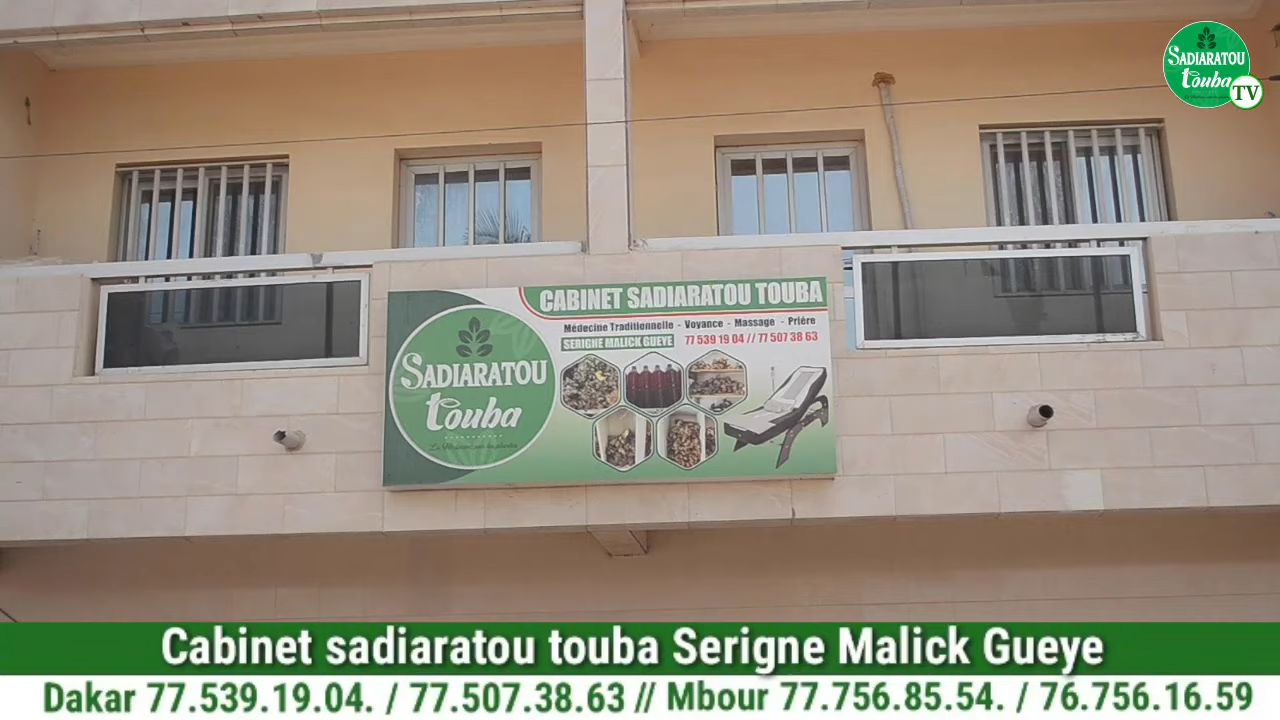 SADIARATOU
touba
TV
CABINET SADIARATOU TOUBA
Médecine Traditionnelle - Voyance - Massage - Prière
SERIGNE MALICK GUEYE 77 539 19 04 // 77 507 38 63
SADIARATOU
touba
Cabinet sadiaratou touba Serigne Malick Gueye
Dakar 77.539.19.04. / 77.507.38.63 // Mbour 77.756.85.54. / 76.756.16.59